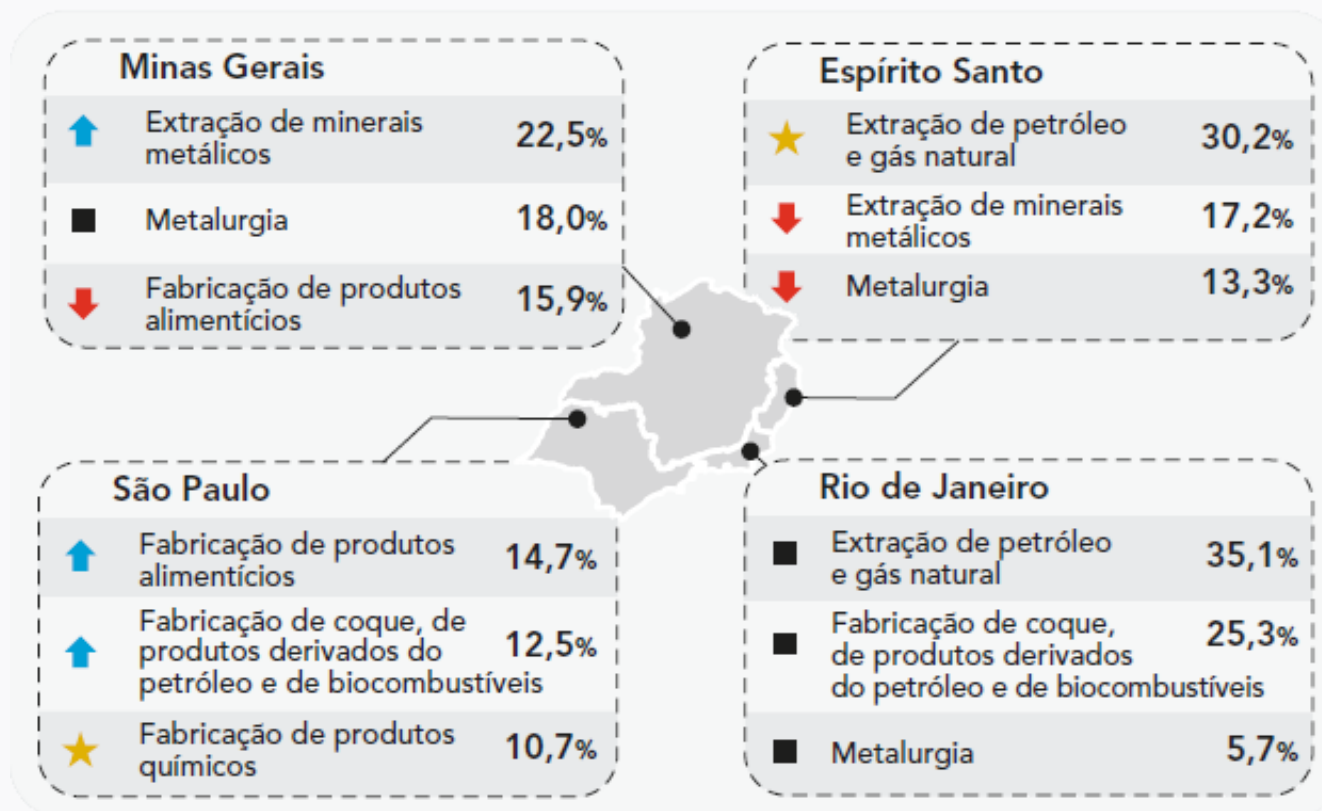 Minas Gerais
Extração de minerais
metálicos
22,5%
Metalurgia
18,0%
Fabricação de produtos
alimentícios
15,9%
Espírito Santo
Extração de petróleo
e gás natural
30,2%
Extração de minerais
metálicos
17,2%
Metalurgia
13,3%
São Paulo
Fabricação de produtos
alimentícios
14,7%
Fabricação de coque, de
produtos derivados do
petróleo e de biocombustíveis
12,5%
Fabricação de produtos
químicos
10,7%
Rio de Janeiro
Extração de petróleo
e gás natural
35,1%
Fabricação de coque,
de produtos derivados
do petróleo e de biocombustíveis
25,3%
Metalurgia
5,7%